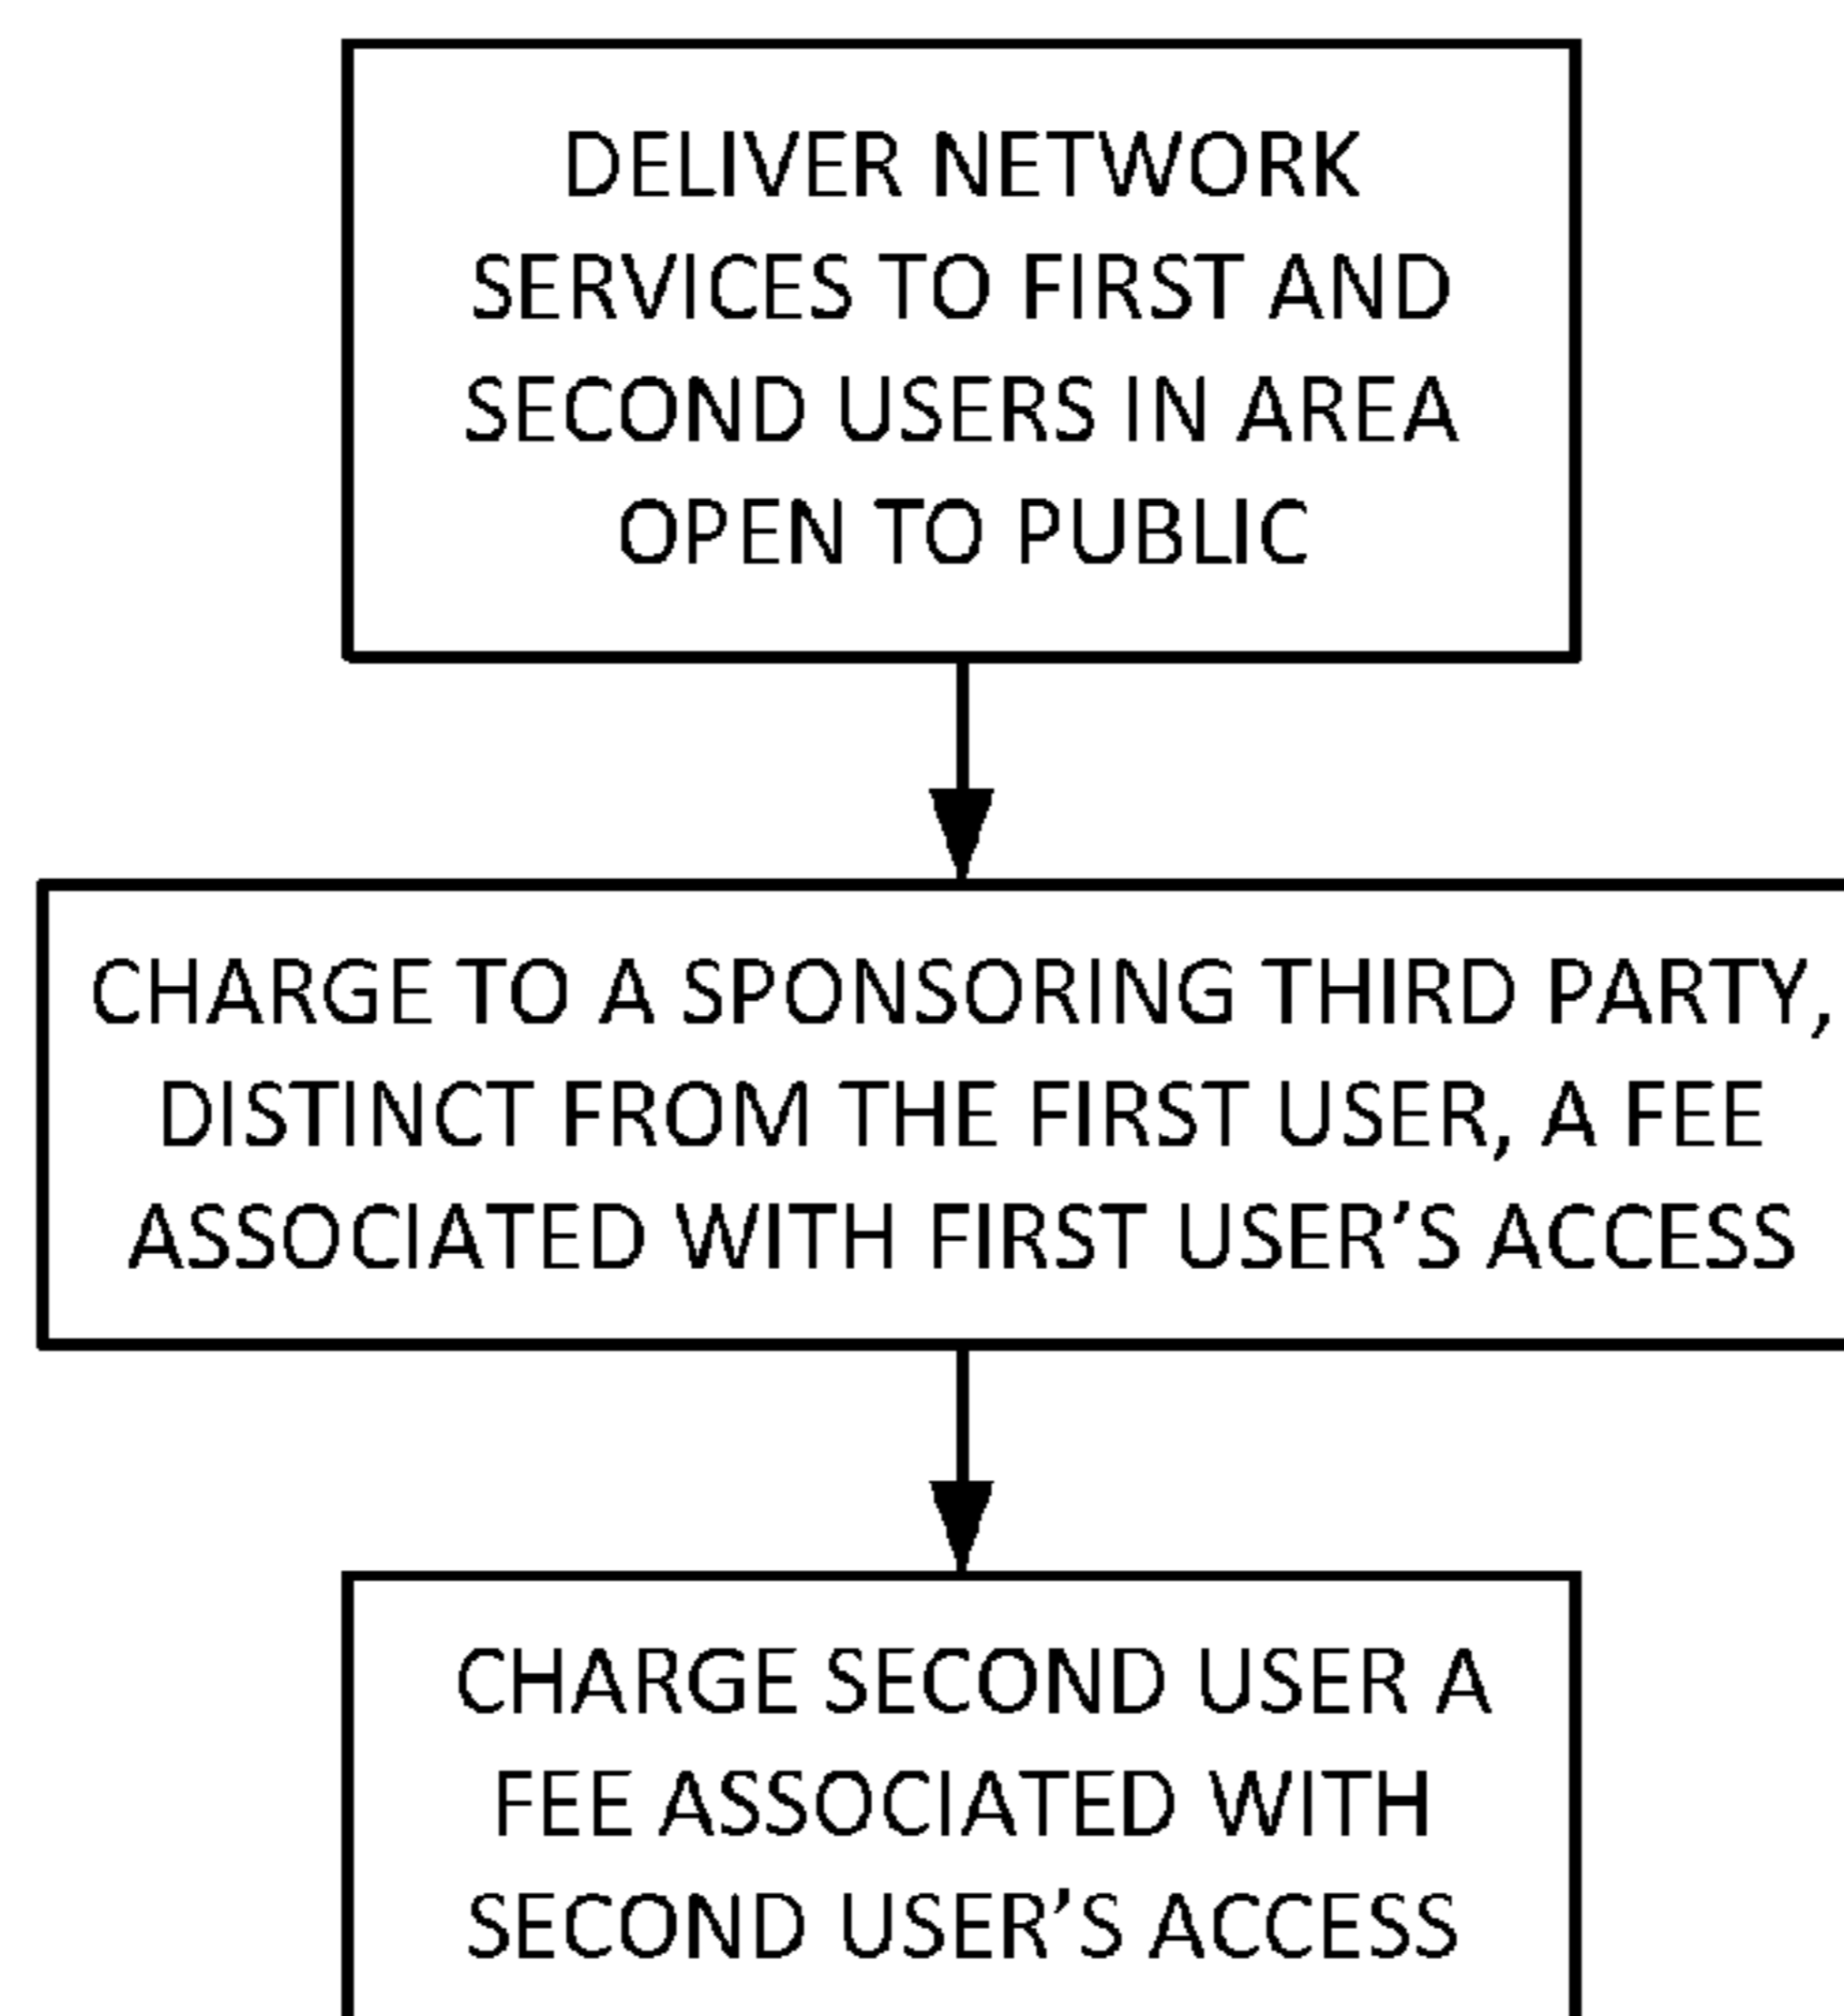 DELIVER NETWORK
SERVICES TO FIRST AND
SECOND USERS IN AREA
OPEN TO PUBLIC
CHARGE TO A SPONSORING THIRD PARTY,
DISTINCT FROM THE FIRST USER, A FEE
ASSOCIATED WITH FIRST USER’S ACCESS
CHARGE SECOND USER A
FEE ASSOCIATED WITH
SECOND USER’S ACCESS